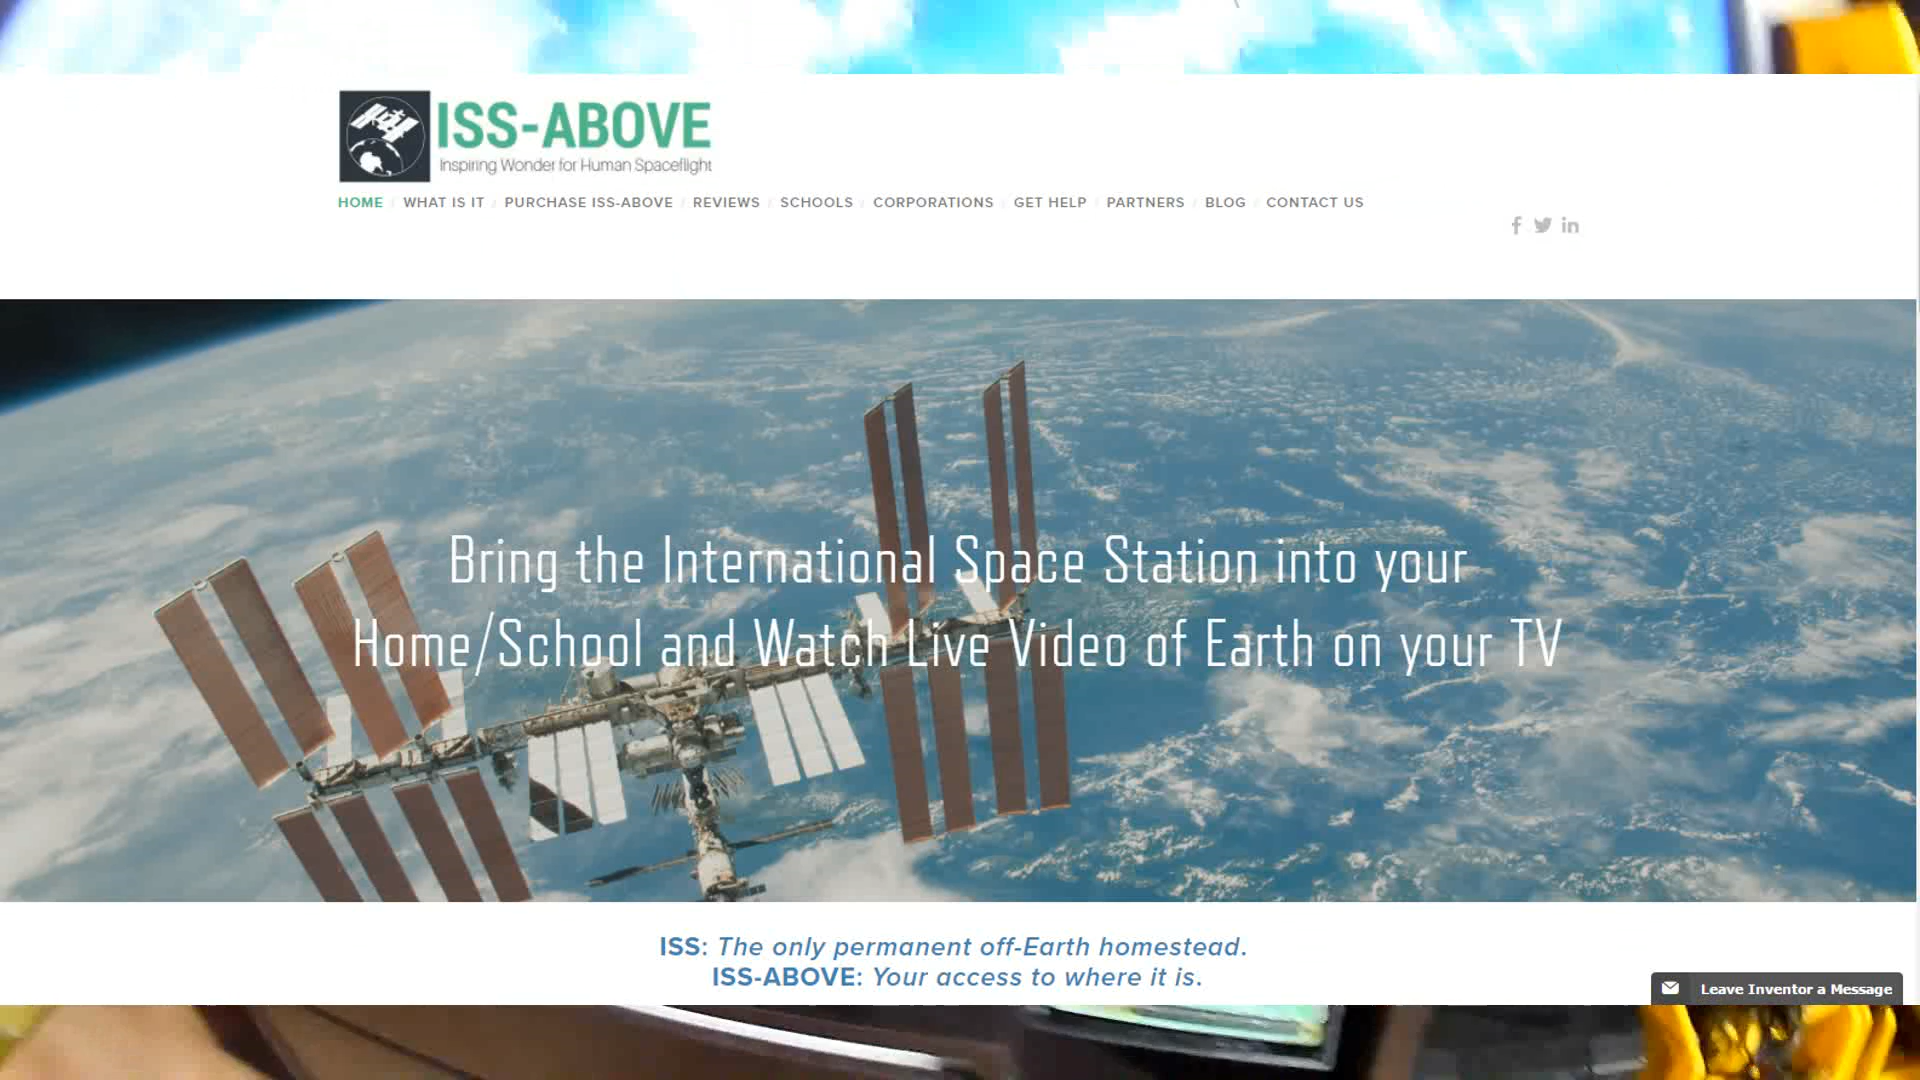 ISS-ABOVE
Inspiring Wonder for Human Spaceflight
HOME / WHAT IS IT / PURCHASE ISS-ABOVE / REVIEWS / SCHOOLS / CORPORATIONS / GET HELP / PARTNERS / BLOG / CONTACT US
Bring the International Space Station into your
Home/School and Watch Live Video of Earth on your TV
ISS: The only permanent off-Earth homestead.
ISS-ABOVE: Your access to where it is.
Leave Inventor a Message